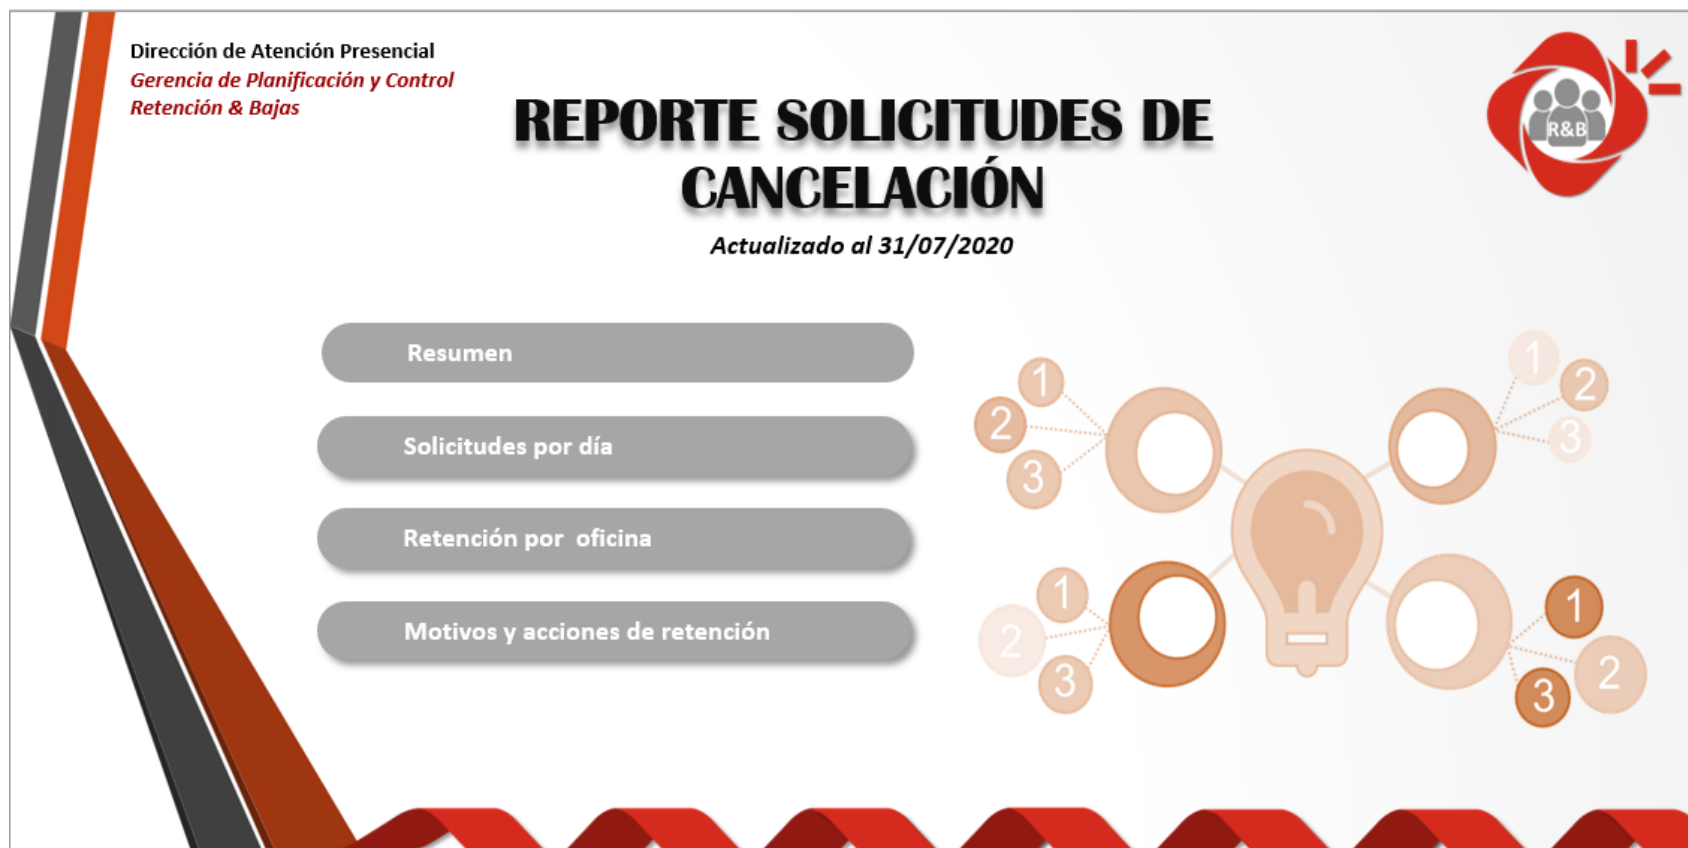 Dirección de Atención Presencial
Gerencia de Planificación y Control
Retención & Bajas
REPORTE SOLICITUDES DE
CANCELACIÓN
Actualizado al 31/07/2020
R&B
Resumen
Solicitudes por día
Retención por oficina
Motivos y acciones de retención
1
2
3
1
2
3
1
2
3
1
2
3